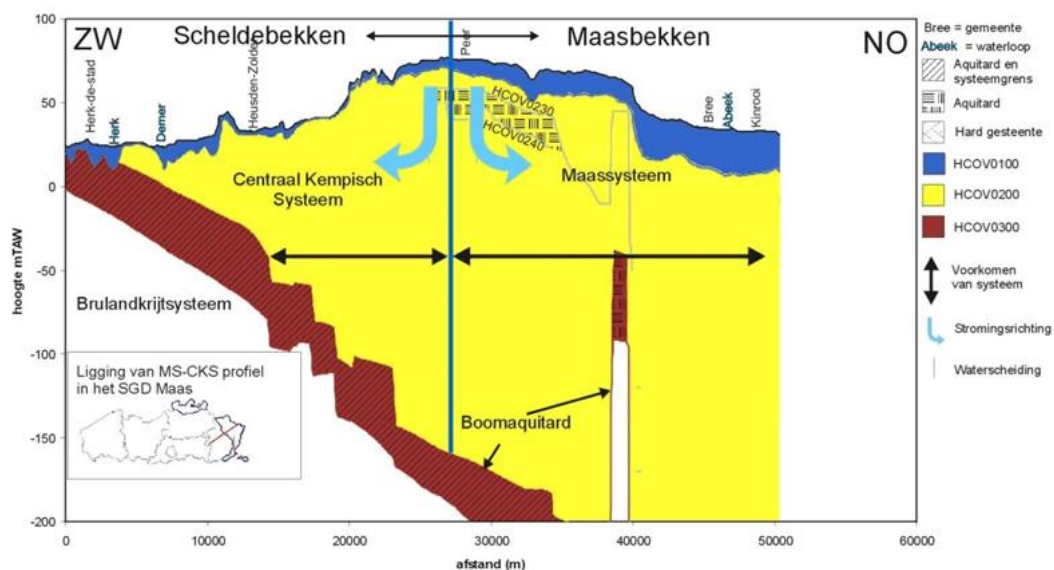 ZW
Scheldebekken
Maasbekken
NO
Herk-de-stad
Herk
Demer
Heusden-Zolder
Peer
Bree
Abeek
Kinrooi
HCOV0230
HCOV0240
Centraal Kempisch
Systeem
Maassysteem
Brulandkrijtsysteem
Boomaquitard
Ligging van MS-CKS profiel
in het SGD Maas
hoogte mTAW
100
50
0
-50
-100
-150
-200
0
10000
20000
30000
40000
50000
60000
afstand (m)
Bree = gemeente
Abeek = waterloop
Aquitard en
systeemgrens
Aquitard
Hard gesteente
HCOV0100
HCOV0200
HCOV0300
Voorkomen
van systeem
Stromingsrichting
Waterscheiding